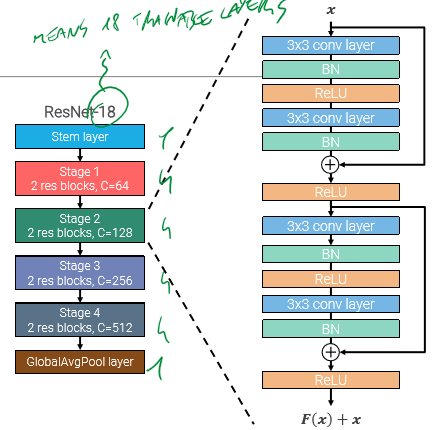 MEANS 18 TRAINABLE LAYERS
ResNet-18
Stem layer
1
Stage 1
2 res blocks, C=64
4
Stage 2
2 res blocks, C=128
4
Stage 3
2 res blocks, C=256
4
Stage 4
2 res blocks, C=512
4
GlobalAvgPool layer
1
x
3x3 conv layer
BN
ReLU
3x3 conv layer
BN
+
ReLU
3x3 conv layer
BN
ReLU
3x3 conv layer
BN
+
ReLU
F(x) + x